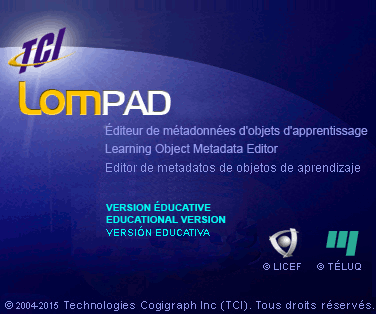 TCI
LOMPAD
Éditeur de métadonnées d'objets d'apprentissage
Learning Object Metadata Editor
Editor de metadatos de objetos de aprendizaje
VERSION ÉDUCATIVE
EDUCATIONAL VERSION
VERSIÓN EDUCATIVA
© LICEF © TÉLUQ
© 2004-2015 Technologies Cogigraph Inc (TCI). Tous droits réservés.